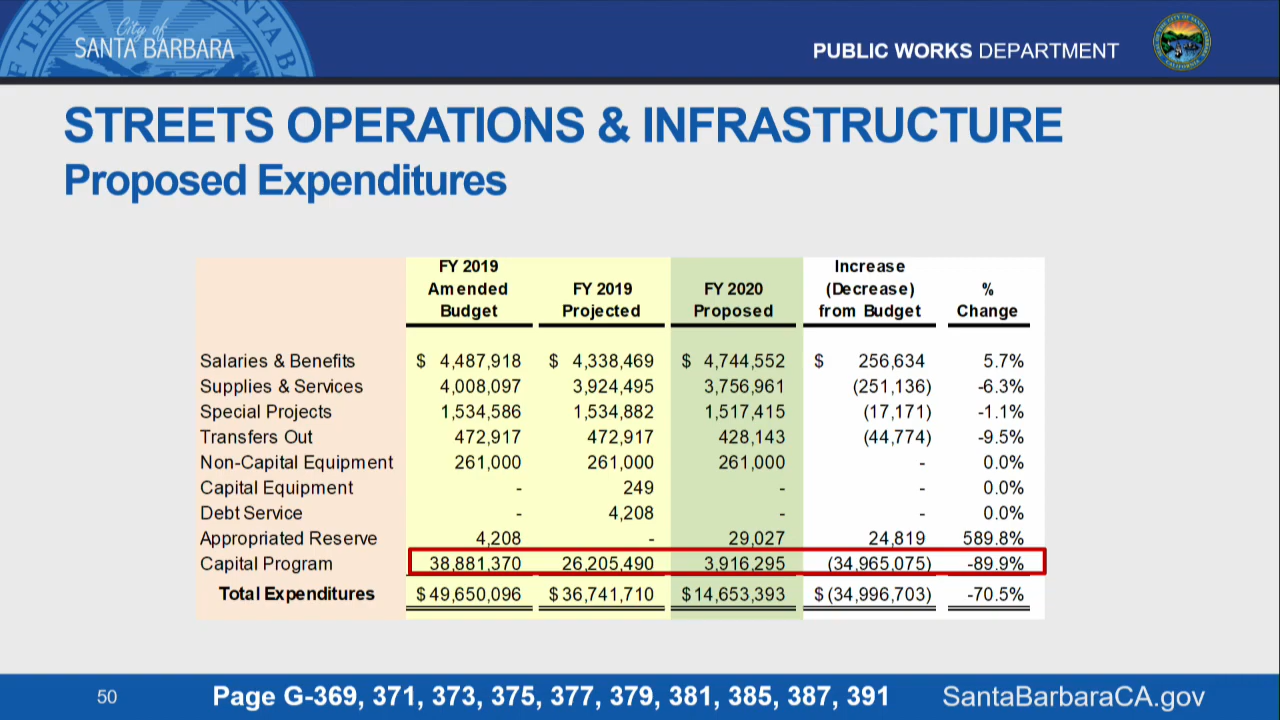 City of
SANTA BARBARA
PUBLIC WORKS DEPARTMENT
STREETS OPERATIONS & INFRASTRUCTURE
Proposed Expenditures
FY 2019 Amended Budget FY 2019 Projected FY 2020 Proposed Increase (Decrease) from Budget % Change
Salaries & Benefits $ 4,487,918 $ 4,338,469 $ 4,744,552 $ 256,634 5.7%
Supplies & Services 4,008,097 3,924,495 3,756,961 (251,136) -6.3%
Special Projects 1,534,586 1,534,882 1,517,415 (17,171) -1.1%
Transfers Out 472,917 472,917 428,143 (44,774) -9.5%
Non-Capital Equipment 261,000 261,000 261,000 - 0.0%
Capital Equipment - 249 - - 0.0%
Debt Service - 4,208 - - 0.0%
Appropriated Reserve 4,208 - 29,027 24,819 589.8%
Capital Program 38,881,370 26,205,490 3,916,295 (34,965,075) -89.9%
Total Expenditures $ 49,650,096 $ 36,741,710 $ 14,653,393 $ (34,996,703) -70.5%
50 Page G-369, 371, 373, 375, 377, 379, 381, 385, 387, 391 SantaBarbaraCA.gov